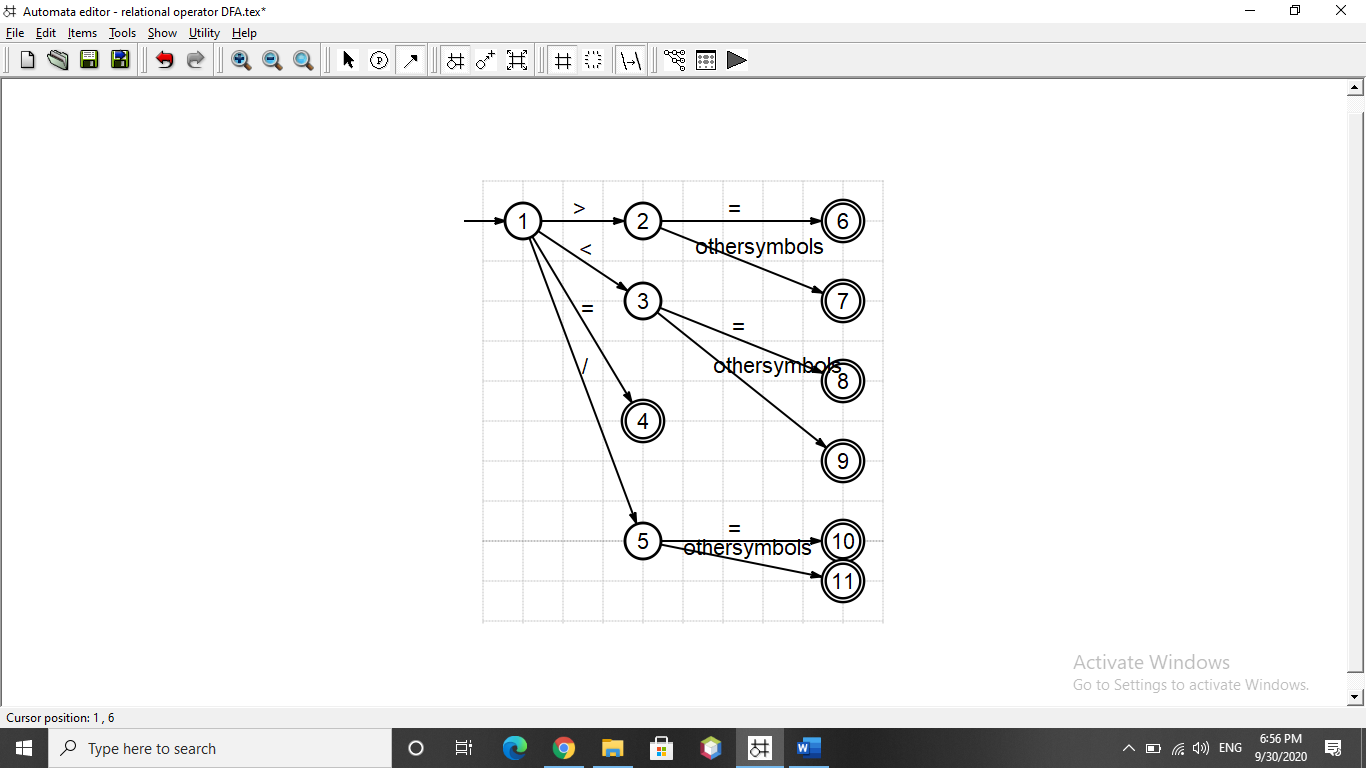 Automata editor - relational operator DFA.tex*
File Edit Items Tools Show Utility Help
P
1 > 2 = 6
<
othersymbols
3
7
=
=
/
othersymbols
8
4
9
=
5
10
othersymbols
11
Activate Windows
Go to Settings to activate Windows.
Cursor position: 1 , 6
Type here to search
ENG
6:56 PM
9/30/2020